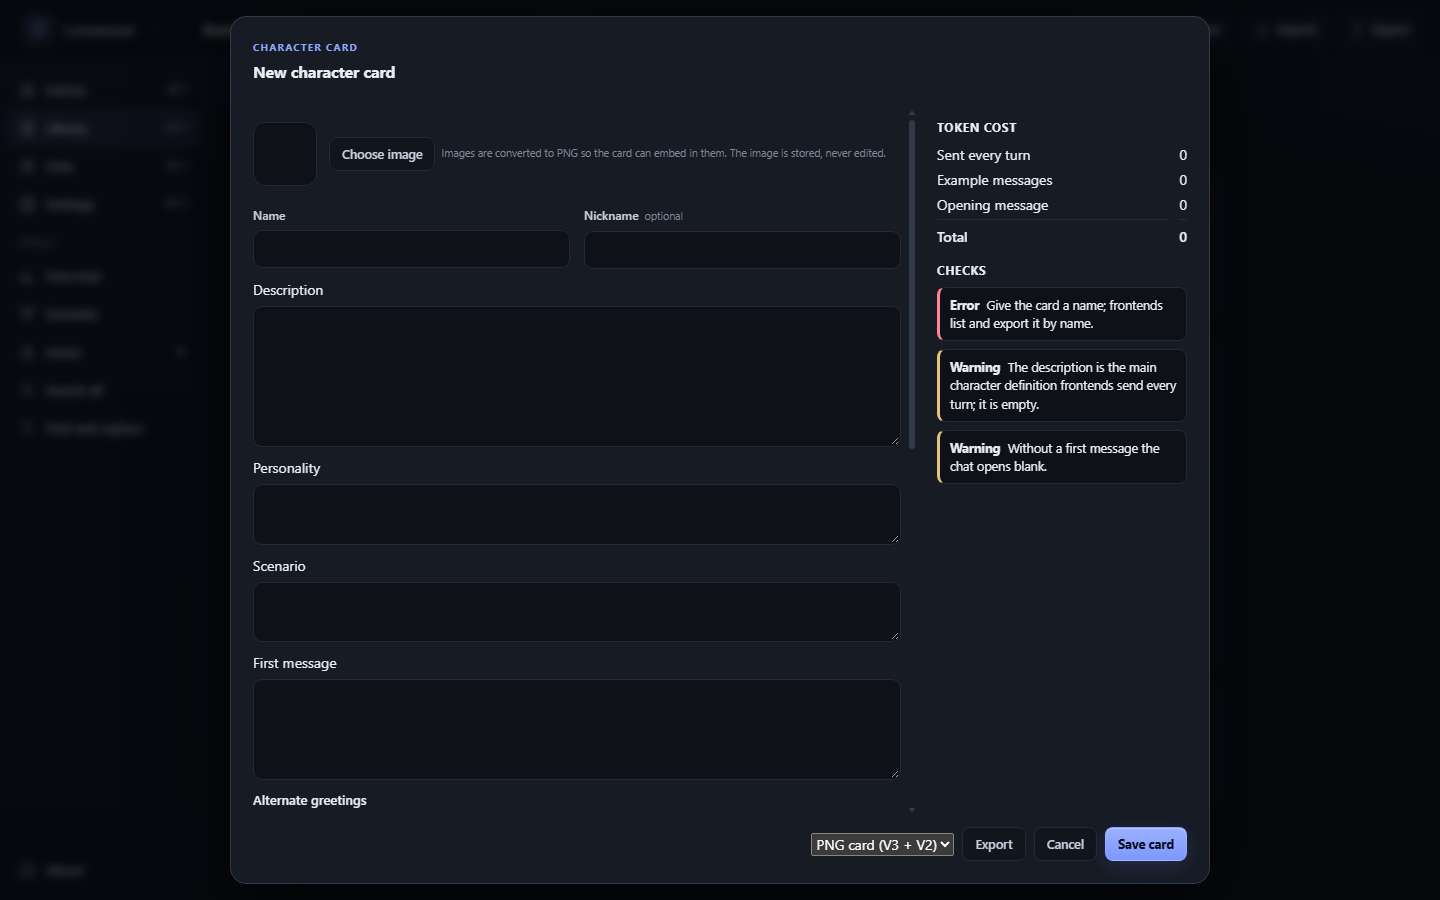 CHARACTER CARD
New character card
Choose image
Images are converted to PNG so the card can embed in them. The image is stored, never edited.
Name
Nickname optional
Description
Personality
Scenario
First message
Alternate greetings
TOKEN COST
Sent every turn 0
Example messages 0
Opening message 0
Total 0
CHECKS
Error Give the card a name; frontends
list and export it by name.
Warning The description is the main
character definition frontends send every
turn; it is empty.
Warning Without a first message the
chat opens blank.
PNG card (V3 + V2)
Export
Cancel
Save card